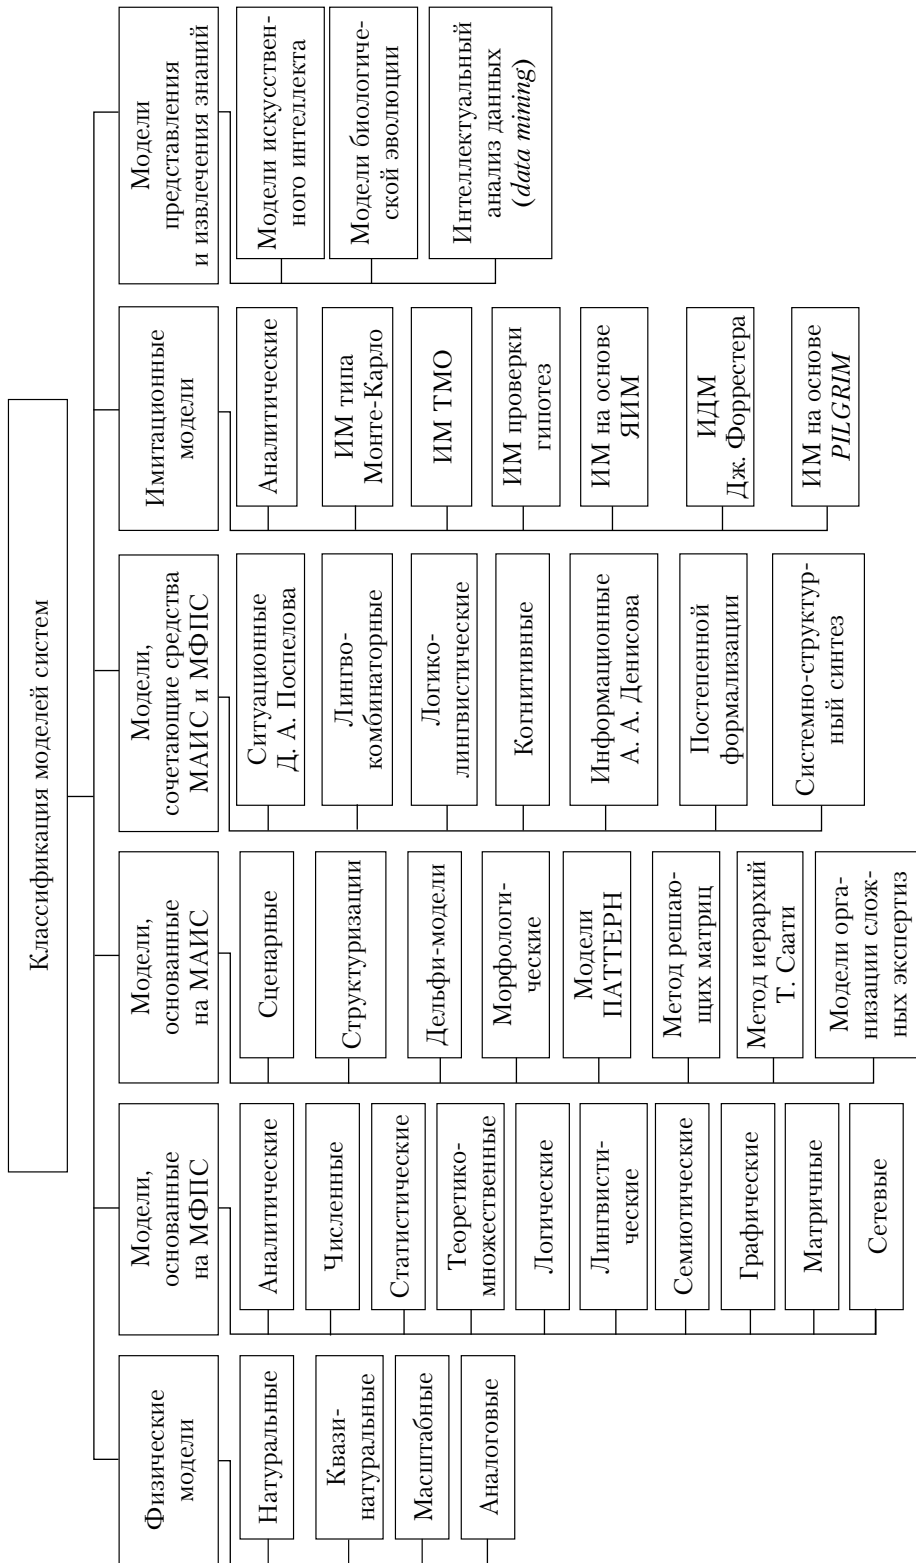 Классификация моделей систем
Физические
модели
Натуральные
Квази-
натуральные
Масштабные
Аналоговые
Модели,
основанные
на МФПС
Аналитические
Численные
Статистические
Теоретико-
множественные
Логические
Лингвисти-
ческие
Семиотические
Графические
Матричные
Сетевые
Модели,
основанные
на МАИС
Сценарные
Структуризации
Дельфи-модели
Морфологи-
ческие
Модели
ПАТТЕРН
Метод решаю-
щих матриц
Метод иерархий
Т. Саати
Модели орга-
низации слож-
ных экспертиз
Модели,
сочетающие средства
МАИС и МФПС
Ситуационные
Д. А. Поспелова
Лингво-
комбинаторные
Логико-
лингвистические
Когнитивные
Информационные
А. А. Денисова
Постепенной
формализации
Системно-структур-
ный синтез
Имитационные
модели
Аналитические
ИМ типа
Монте-Карло
ИМ ТМО
ИМ проверки
гипотез
ИМ на основе
ЯИМ
ИДМ
Дж. Форрестера
ИМ на основе
PILGRIM
Модели
представления
и извлечения знаний
Модели искусствен-
ного интеллекта
Модели биологиче-
ской эволюции
Интеллектуальный
анализ данных
(data mining)